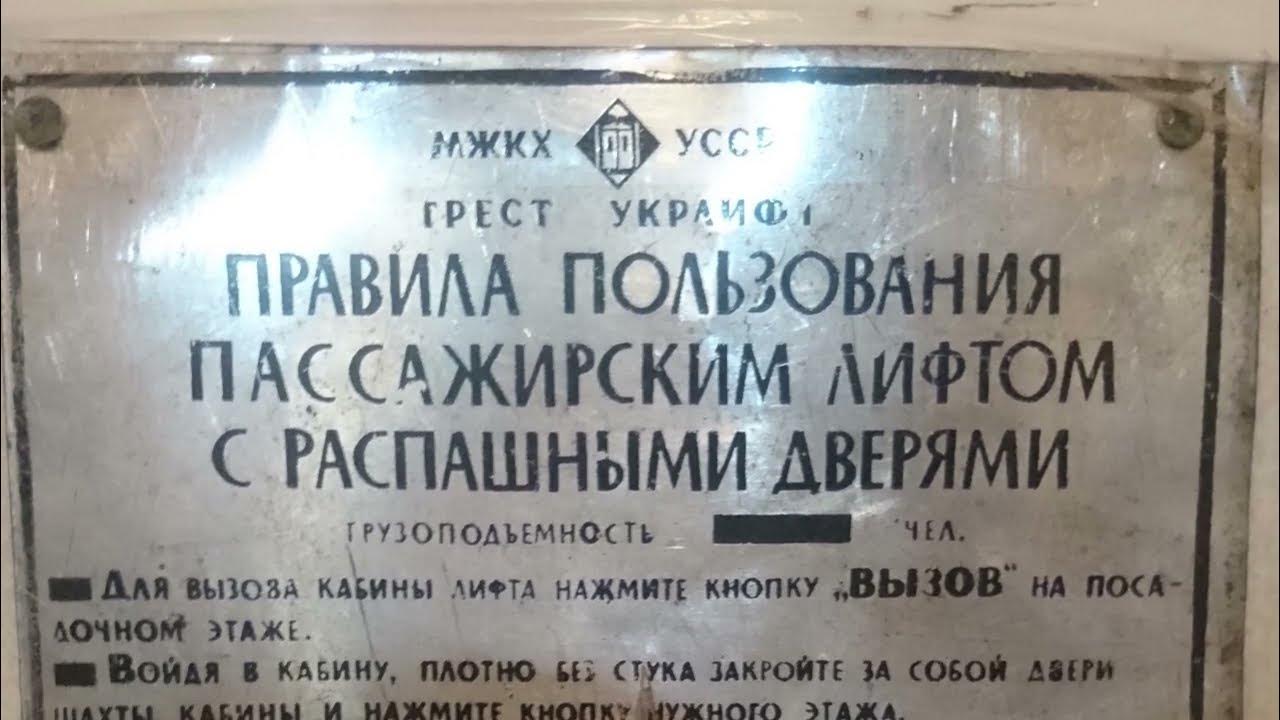 МЖКХ УССР
ТРЕСТ УКРЛИФТ
ПРАВИЛА ПОЛЬЗОВАНИЯ
ПАССАЖИРСКИМ ЛИФТОМ
С РАСПАШНЫМИ ДВЕРЯМИ
ГРУЗОПОДЪЕМНОСТЬ ЧЕЛ.
ДЛЯ ВЫЗОВА КАБИНЫ ЛИФТА НАЖМИТЕ КНОПКУ „ВЫЗОВ" НА ПОСА-
ДОЧНОМ ЭТАЖЕ.
ВОЙДЯ В КАБИНУ, ПЛОТНО БЕЗ СТУКА ЗАКРОЙТЕ ЗА СОБОЙ ДВЕРИ
ШАХТЫ, КАБИНЫ И НАЖМИТЕ КНОПКУ НУЖНОГО ЭТАЖА.